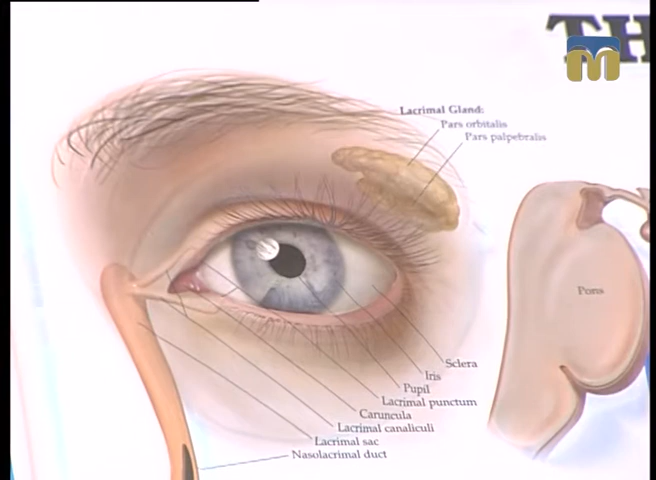 TH
M
Lacrimal Gland:
Pars orbitalis
Pars palpebralis
Pons
Sclera
Iris
Pupil
Lacrimal punctum
Caruncula
Lacrimal canaliculi
Lacrimal sac
Nasolacrimal duct